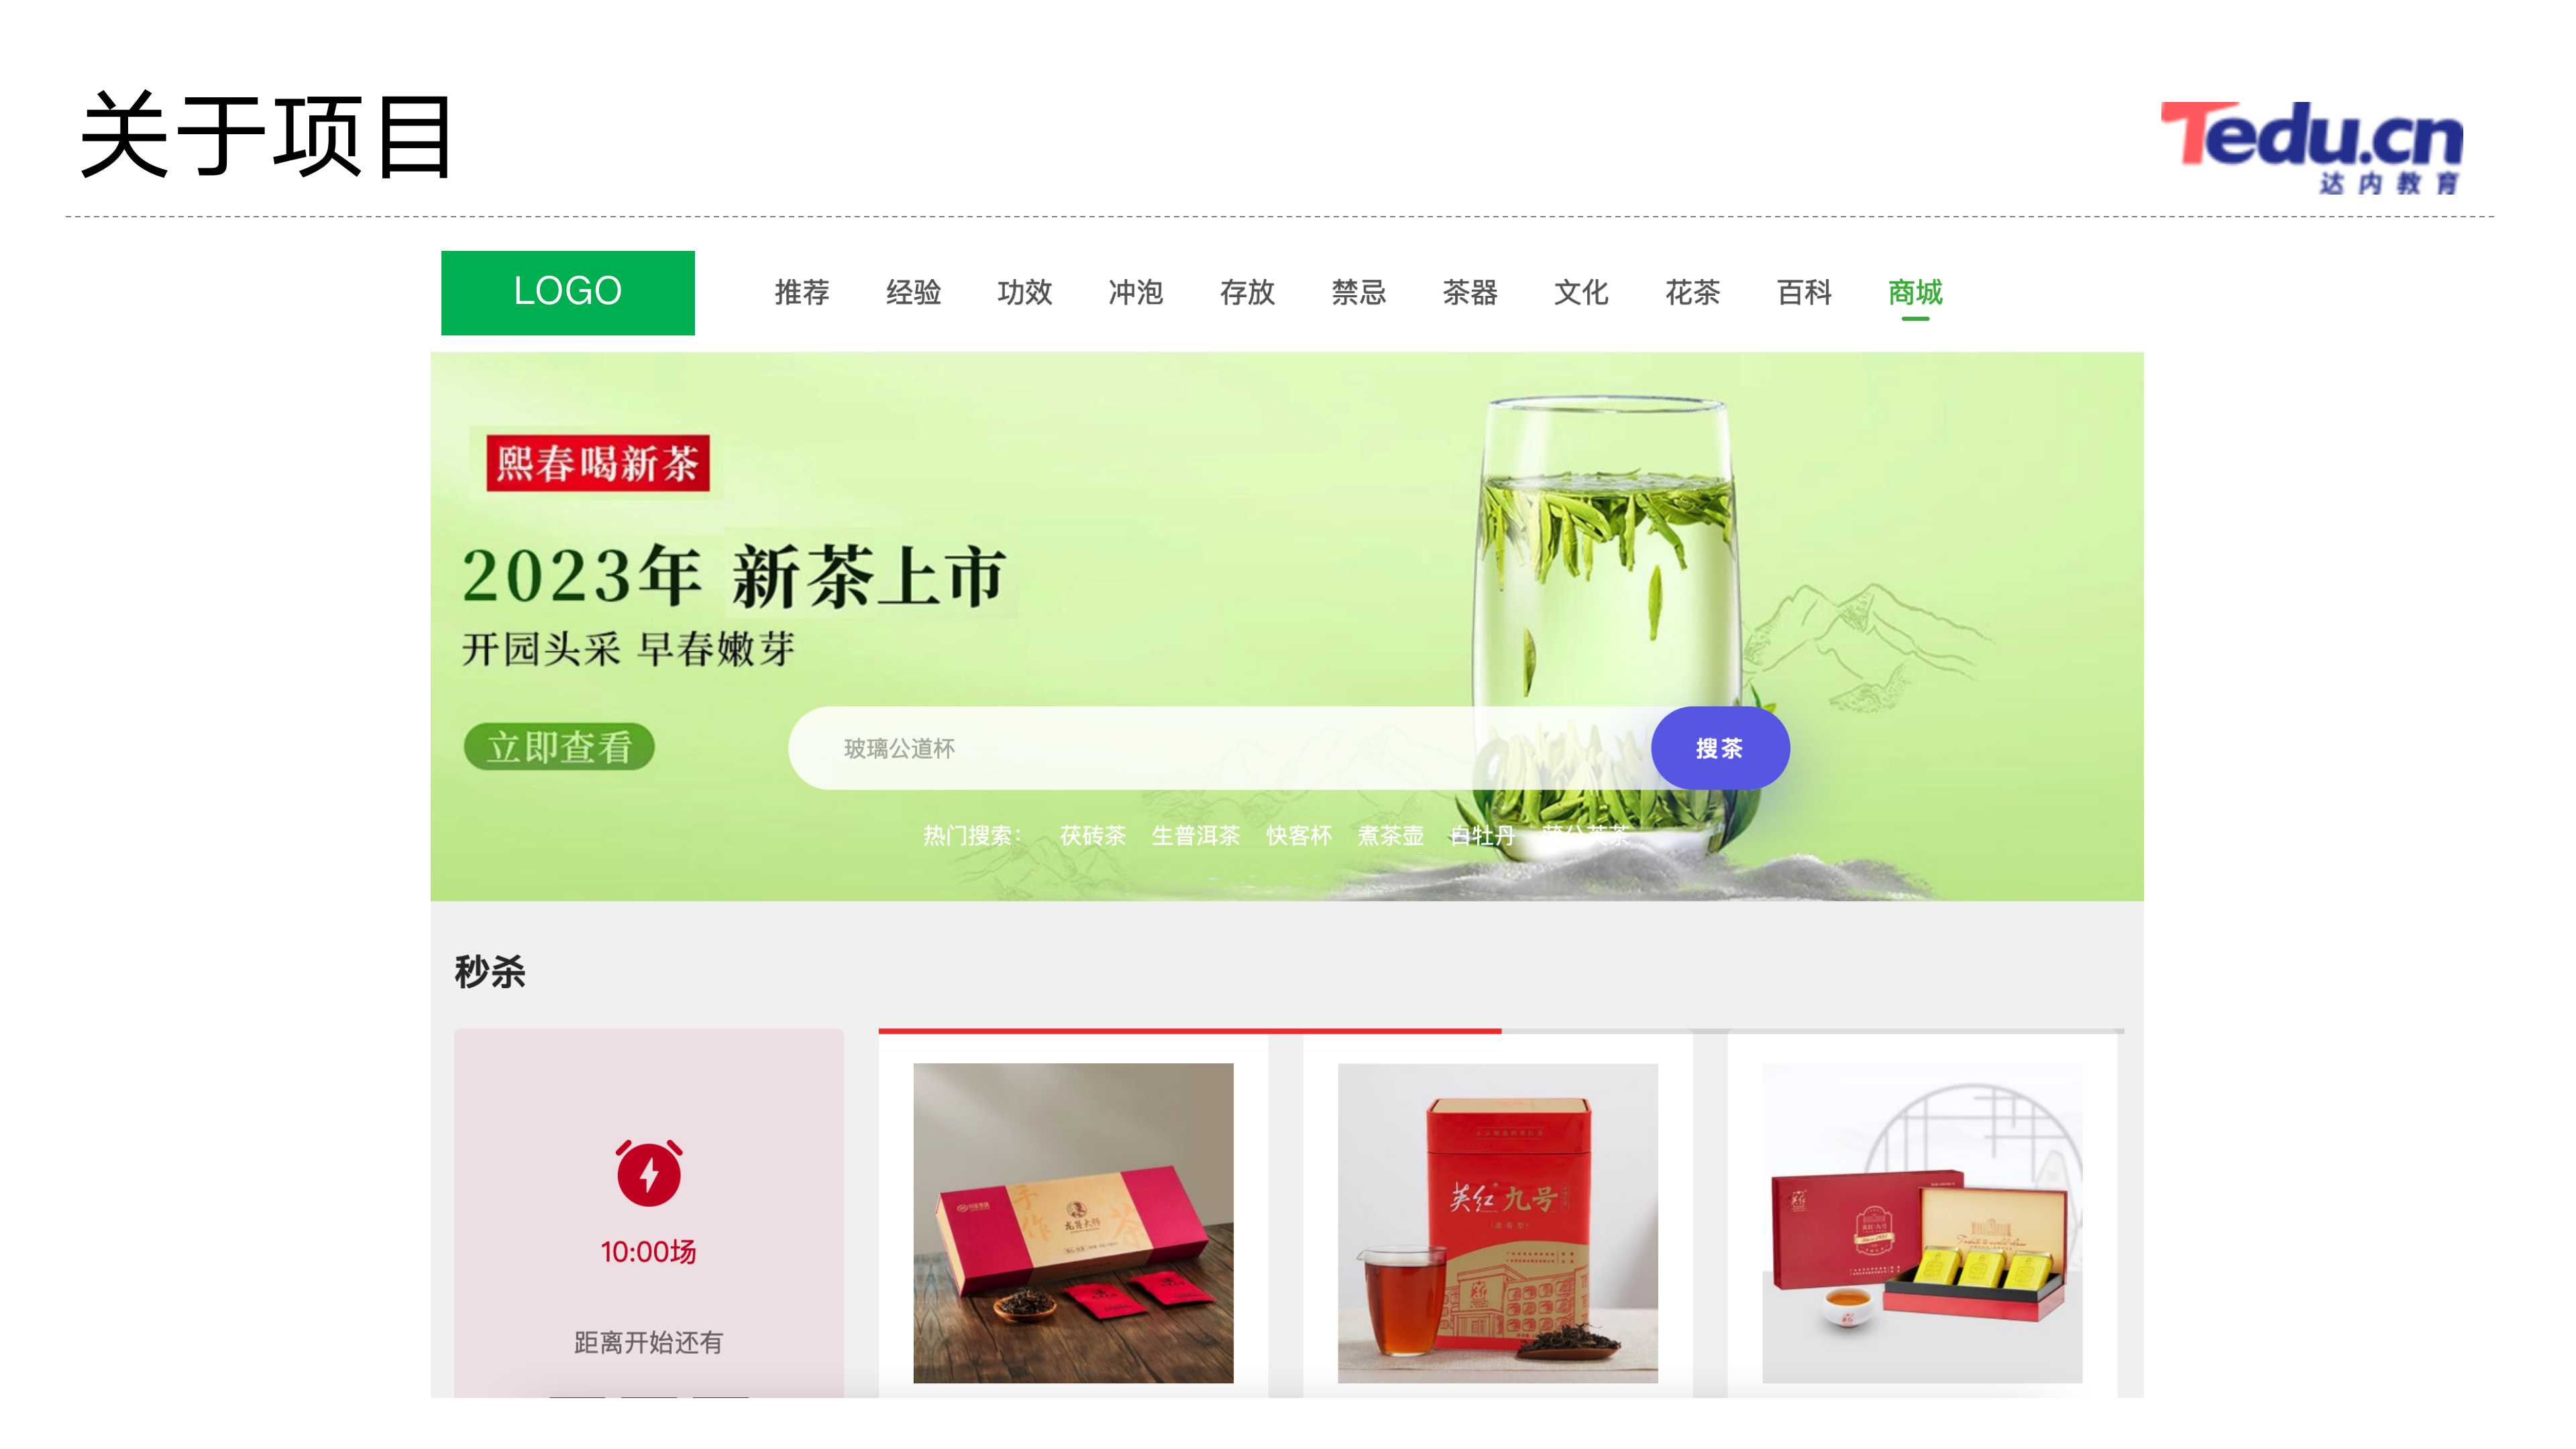 关于项目
Tedu.cn
达内教育
LOGO
推荐 经验 功效 冲泡 存放 禁忌 茶器 文化 花茶 百科 商城
熙春喝新茶
2023年 新茶上市
开园头采 早春嫩芽
立即查看
玻璃公道杯
搜茶
热门搜索: 茯砖茶 生普洱茶 快客杯 煮茶壶 白牡丹 蒲公英茶
秒杀
10:00场
距离开始还有
英红
九号